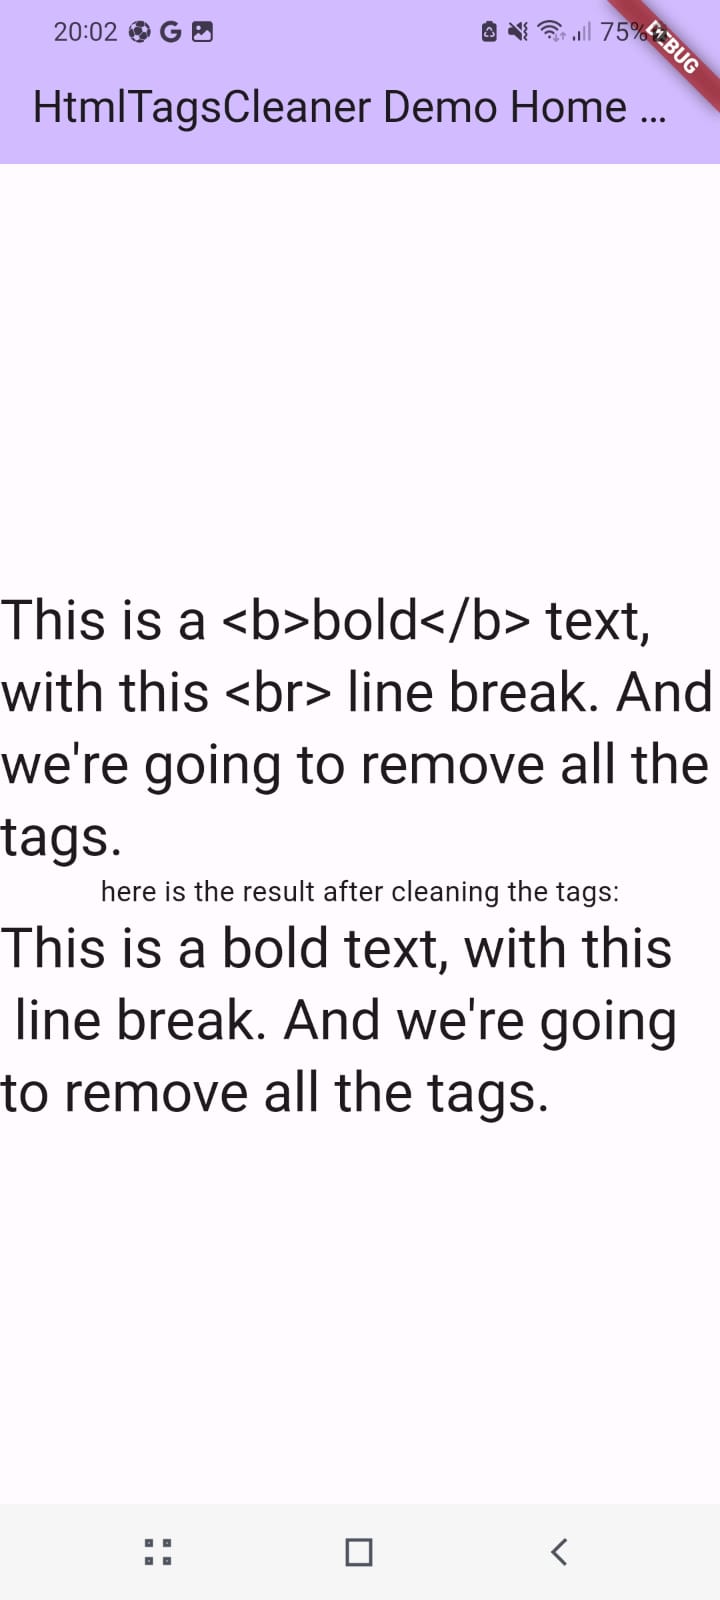 20:02 G 75%
DEBUG
HtmlTagsCleaner Demo Home ...
This is a <b>bold</b> text,
with this <br> line break. And
we're going to remove all the
tags.
here is the result after cleaning the tags:
This is a bold text, with this
line break. And we're going
to remove all the tags.